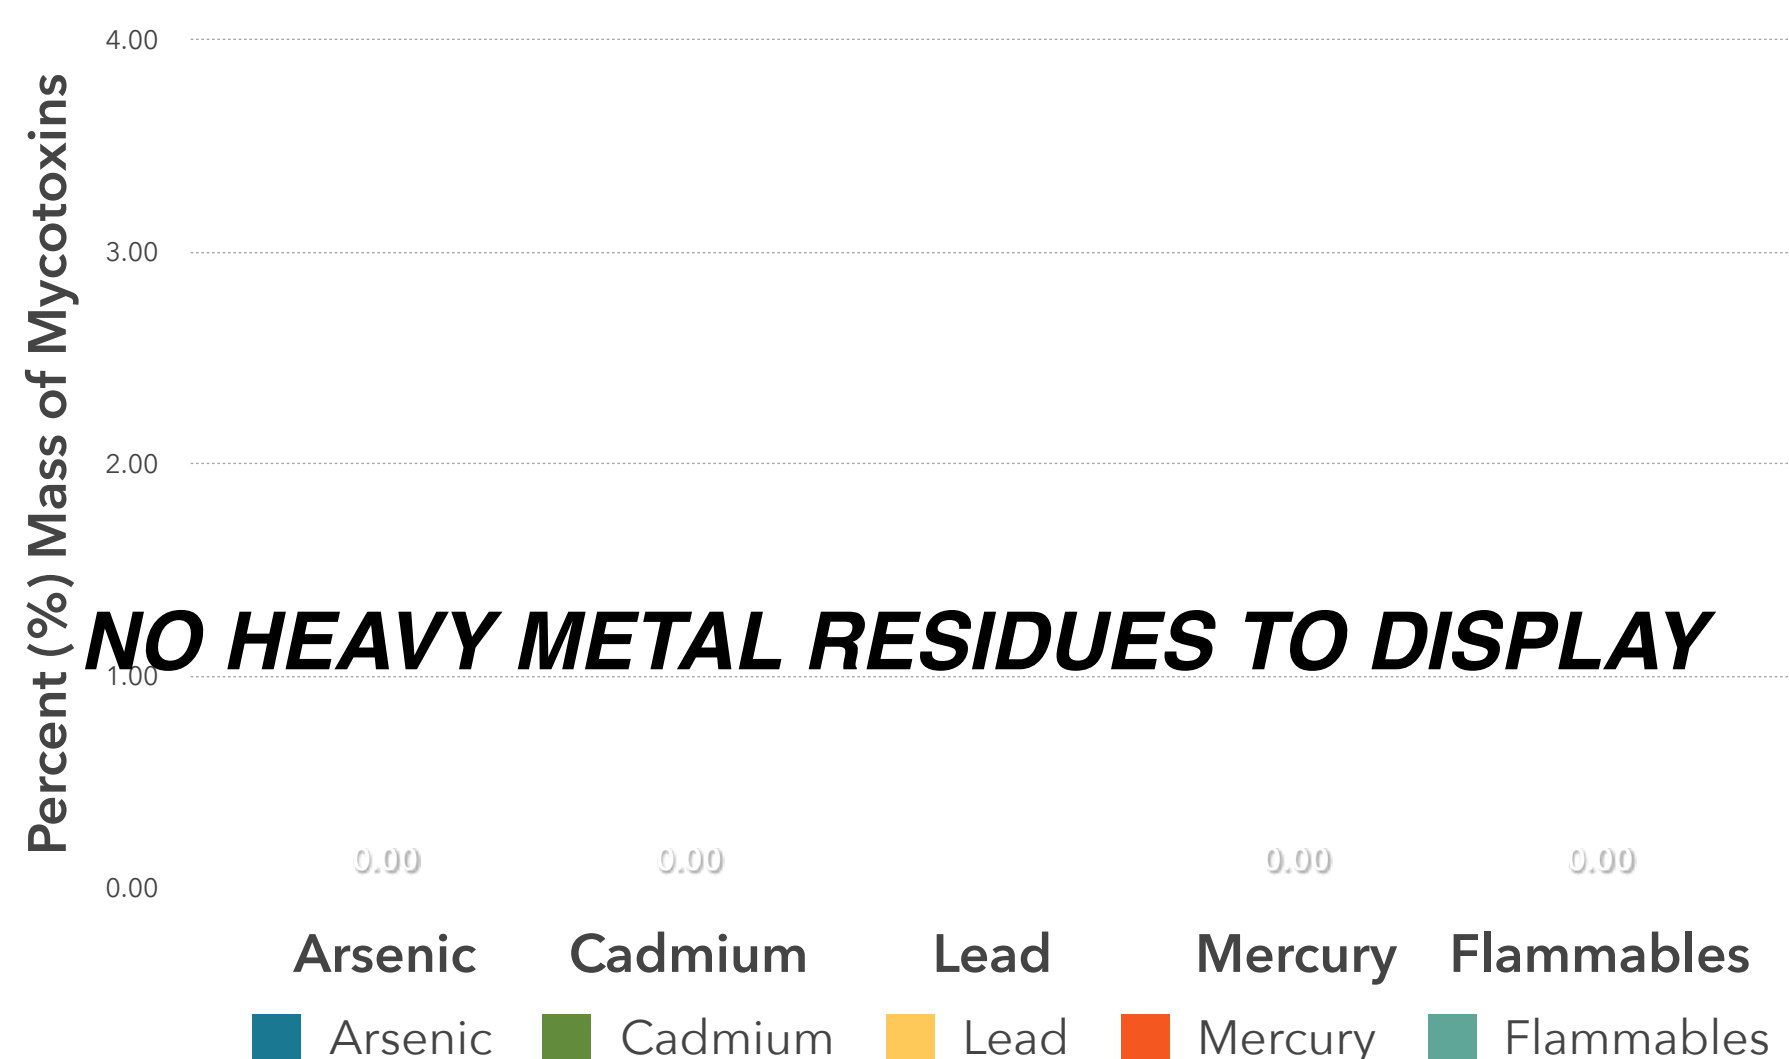 Percent (%) Mass of Mycotoxins
4.00
3.00
2.00
NO HEAVY METAL RESIDUES TO DISPLAY
1.00
0.00 0.00 0.00 0.00
0.00
Arsenic Cadmium Lead Mercury Flammables
Arsenic Cadmium Lead Mercury Flammables